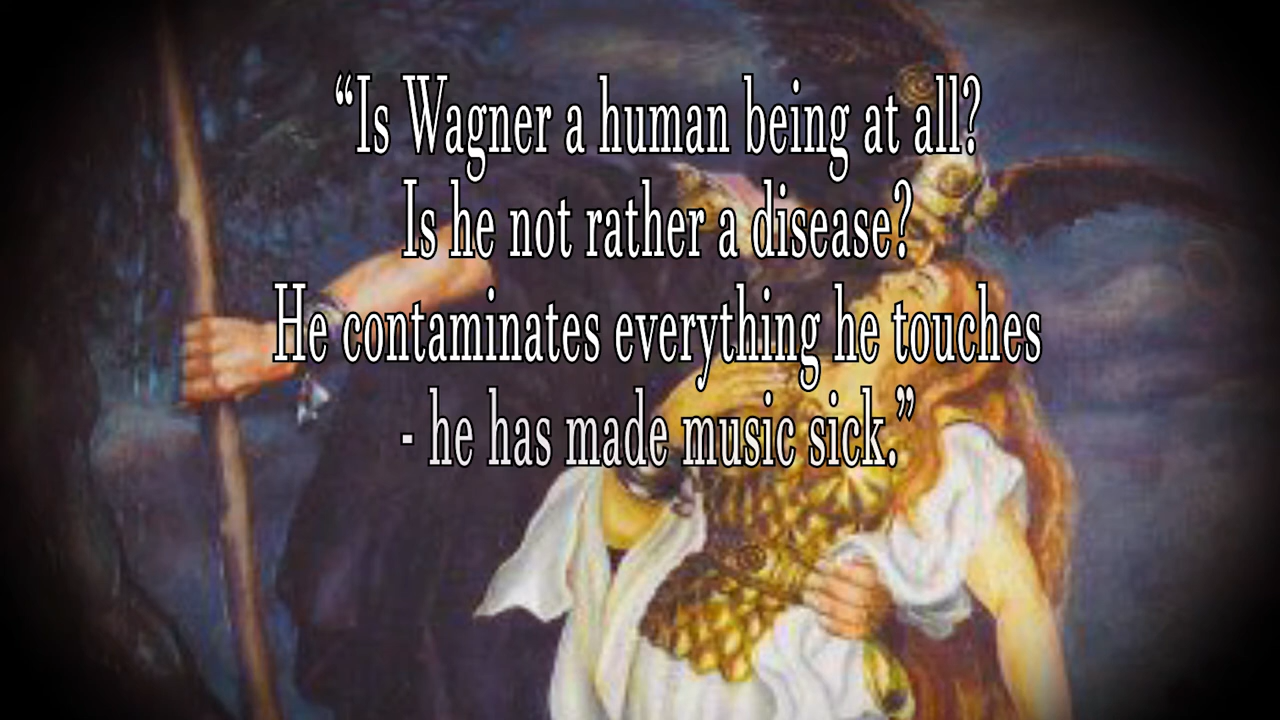 “Is Wagner a human being at all?
Is he not rather a disease?
He contaminates everything he touches
- he has made music sick.”